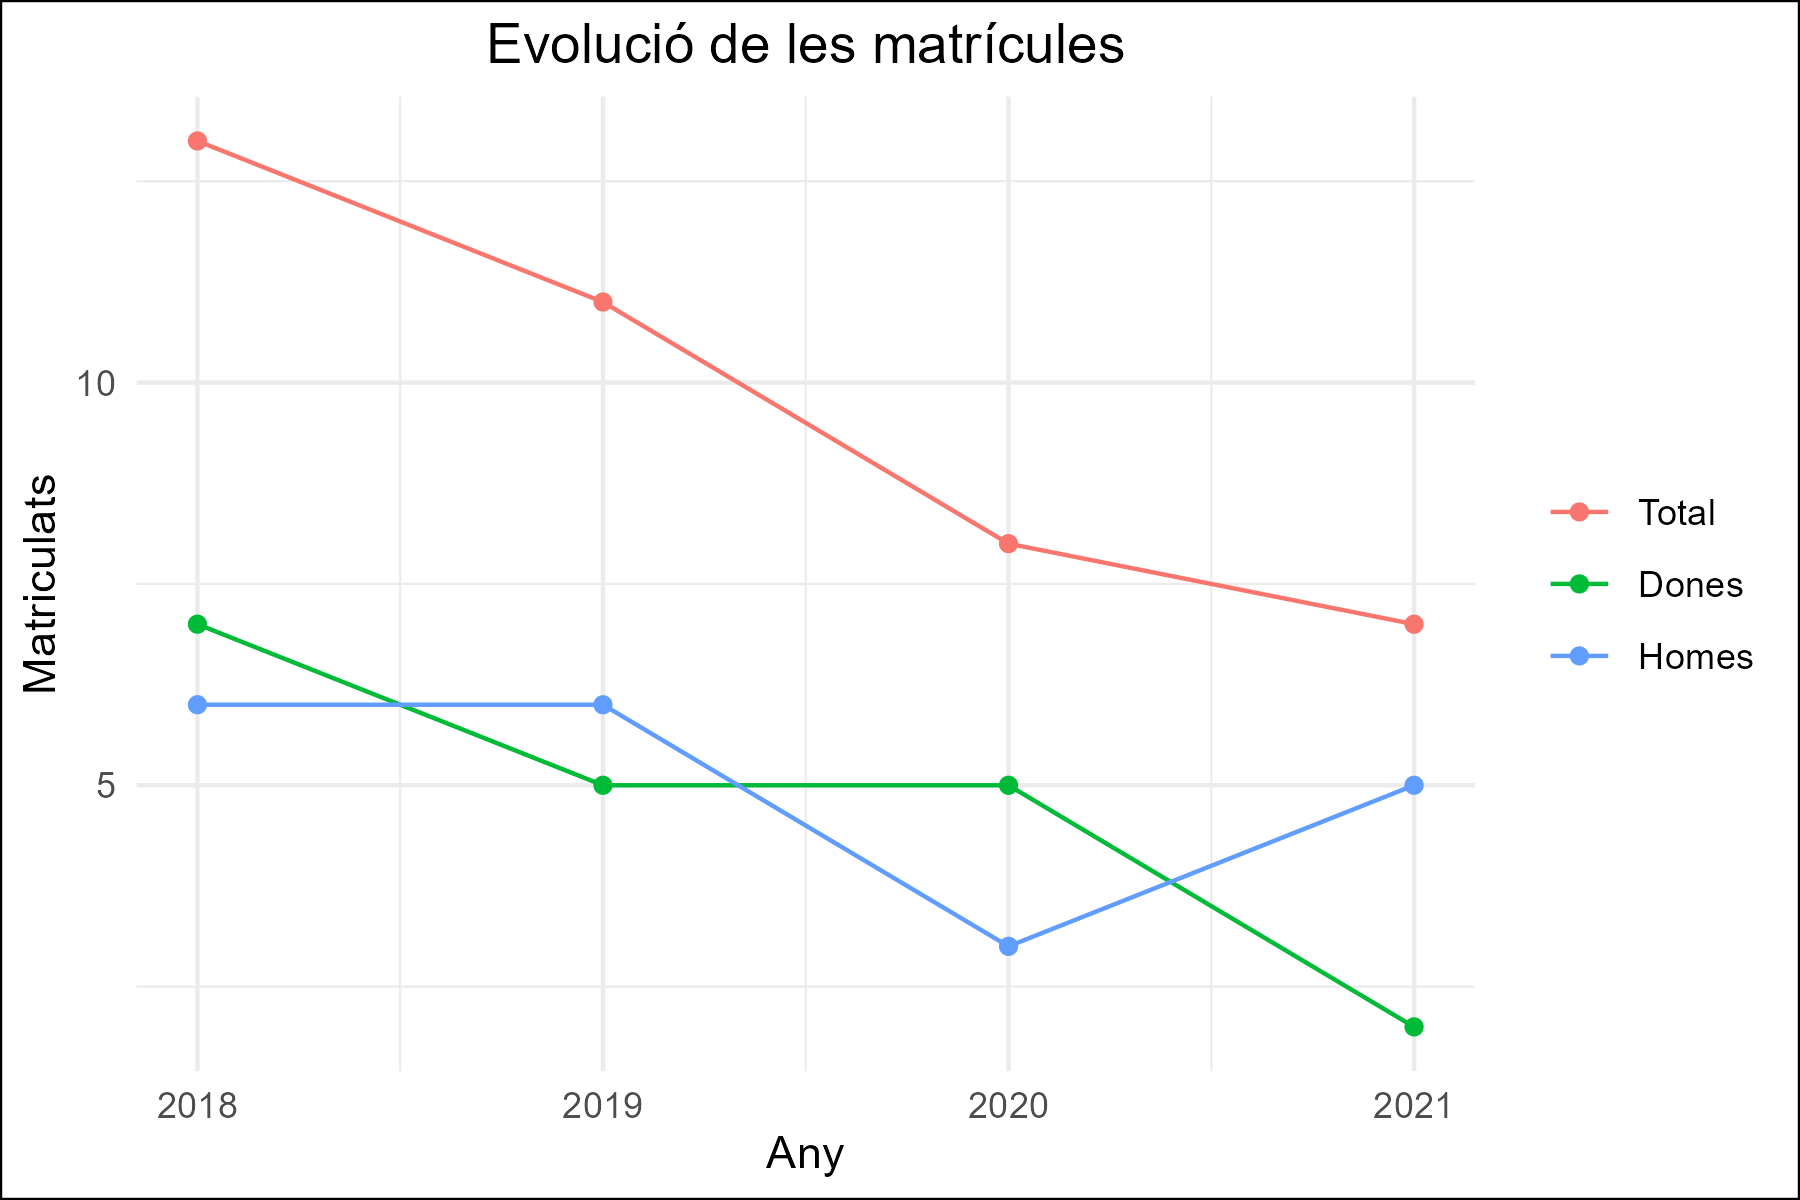 Evolució de les matrícules
Matriculats
10
5
2018
2019
2020
2021
Any
Total
Dones
Homes